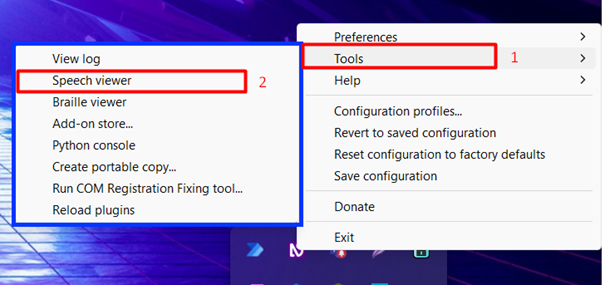 Preferences
Tools
1
Help
Configuration profiles...
Revert to saved configuration
Reset configuration to factory defaults
Save configuration
Donate
Exit
View log
Speech viewer
2
Braille viewer
Add-on store...
Python console
Create portable copy...
Run COM Registration Fixing tool...
Reload plugins